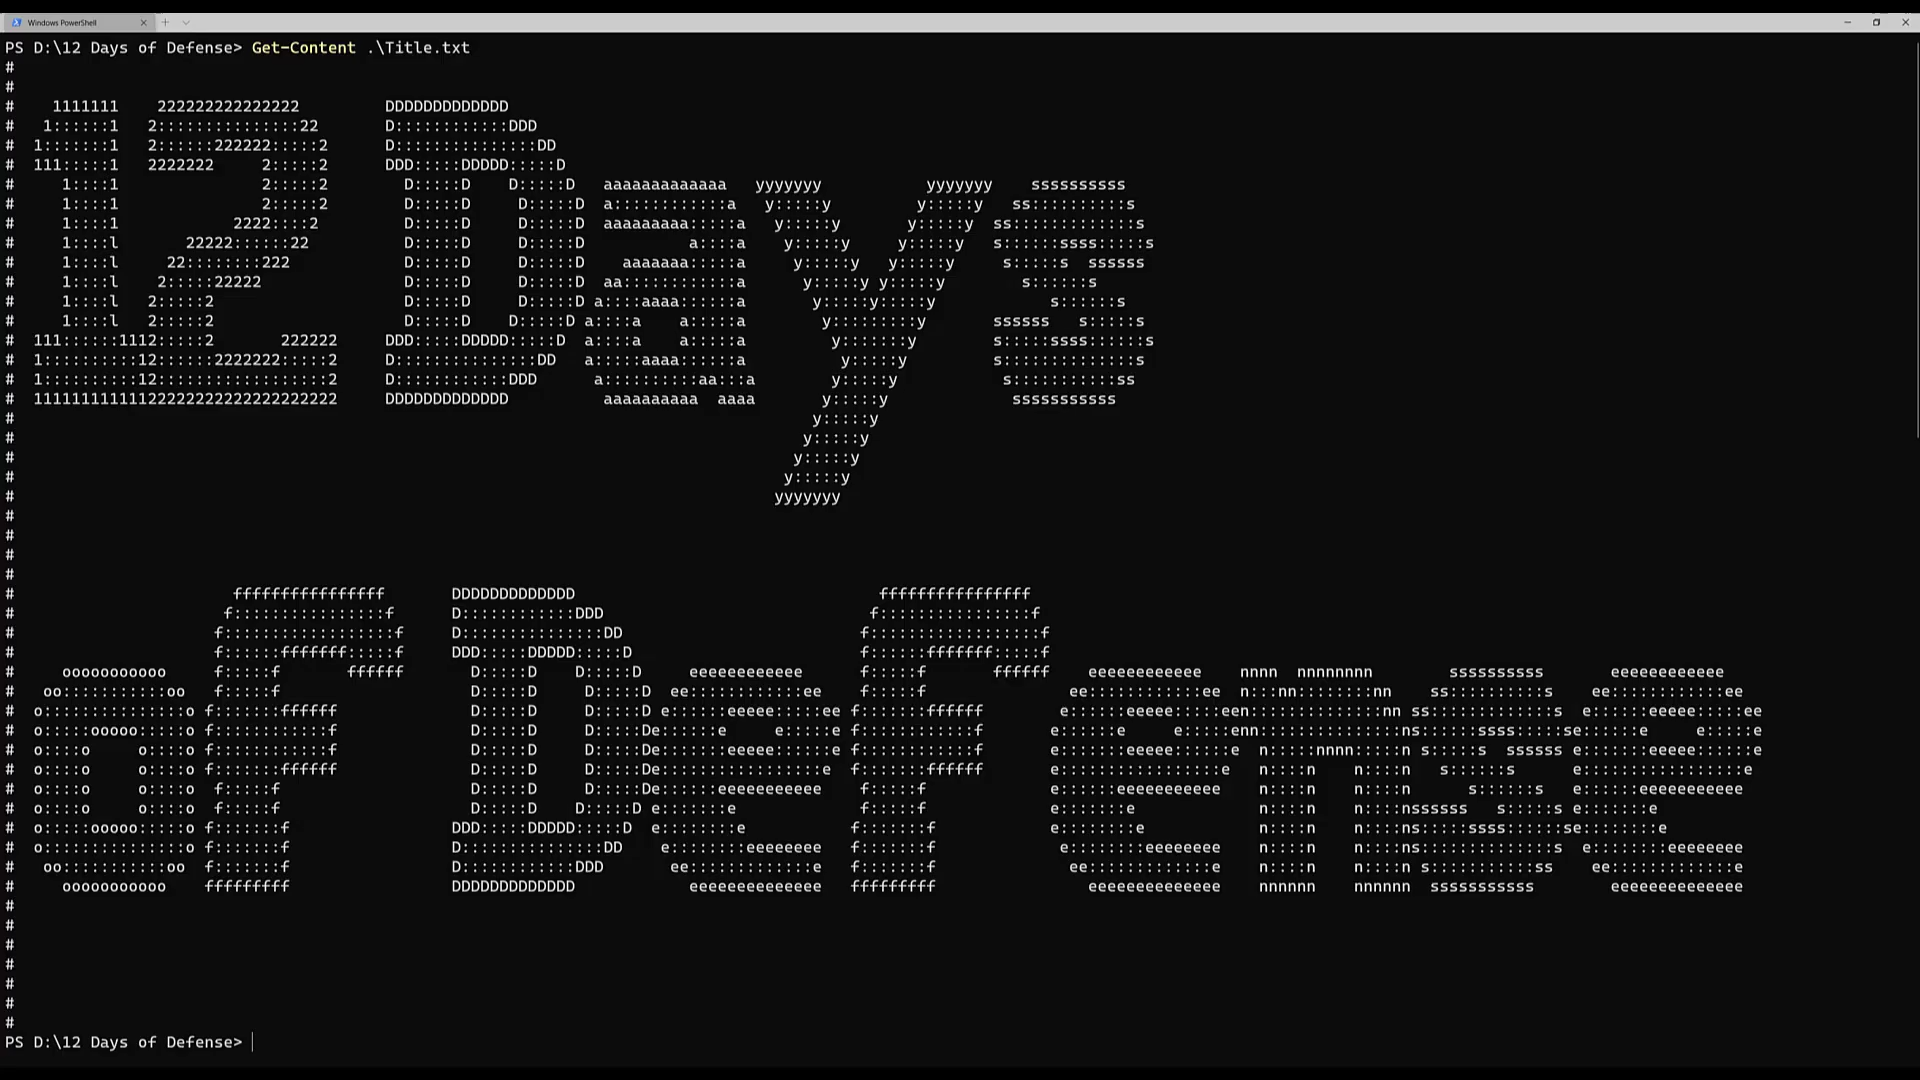 Windows PowerShell
PS D:\12 Days of Defense> Get-Content .\Title.txt
12 Days
of Defense
PS D:\12 Days of Defense>